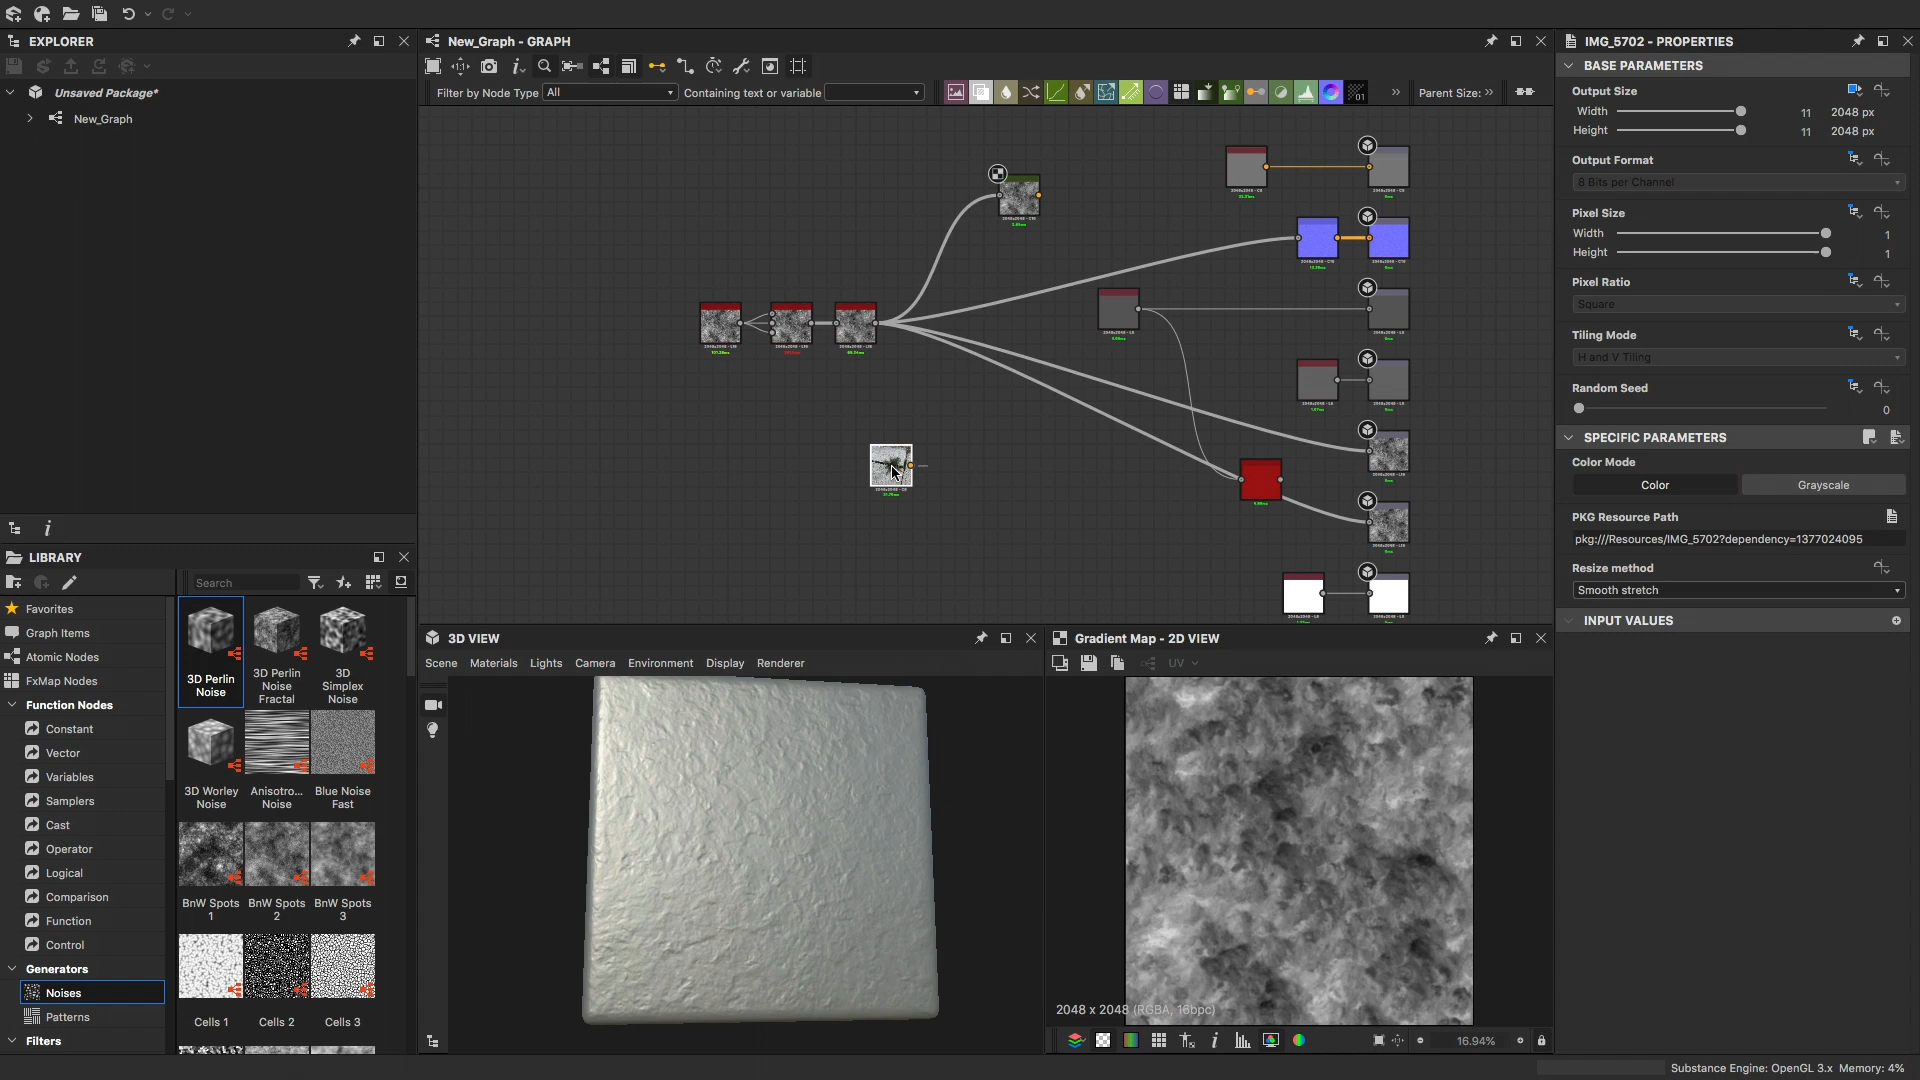 EXPLORER
Unsaved Package*
New_Graph
LIBRARY
Search
Favorites
Graph Items
Atomic Nodes
FxMap Nodes
Function Nodes
Constant
Vector
Variables
Samplers
Cast
Operator
Logical
Comparison
Function
Control
Generators
Noises
Patterns
Filters
3D Perlin
Noise
3D Perlin
Noise
Fractal
3D
Simplex
Noise
3D Worley
Noise
Anisotro...
Noise
Blue Noise
Fast
BnW Spots
1
BnW Spots
2
BnW Spots
3
Cells 1
Cells 2
Cells 3
New_Graph - GRAPH
Filter by Node Type
All
Containing text or variable
01
Parent Size:
3D VIEW
Scene
Materials
Lights
Camera
Environment
Display
Renderer
Gradient Map - 2D VIEW
UV
2048 x 2048 (RGBA, 16bpc)
16.94%
IMG_5702 - PROPERTIES
BASE PARAMETERS
Output Size
Width 11 2048 px
Height 11 2048 px
Output Format
8 Bits per Channel
Pixel Size
Width 1
Height 1
Pixel Ratio
Square
Tiling Mode
H and V Tiling
Random Seed
0
SPECIFIC PARAMETERS
Color Mode
Color Grayscale
PKG Resource Path
pkg:///Resources/IMG_5702?dependency=1377024095
Resize method
Smooth stretch
INPUT VALUES
Substance Engine: OpenGL 3.x Memory: 4%